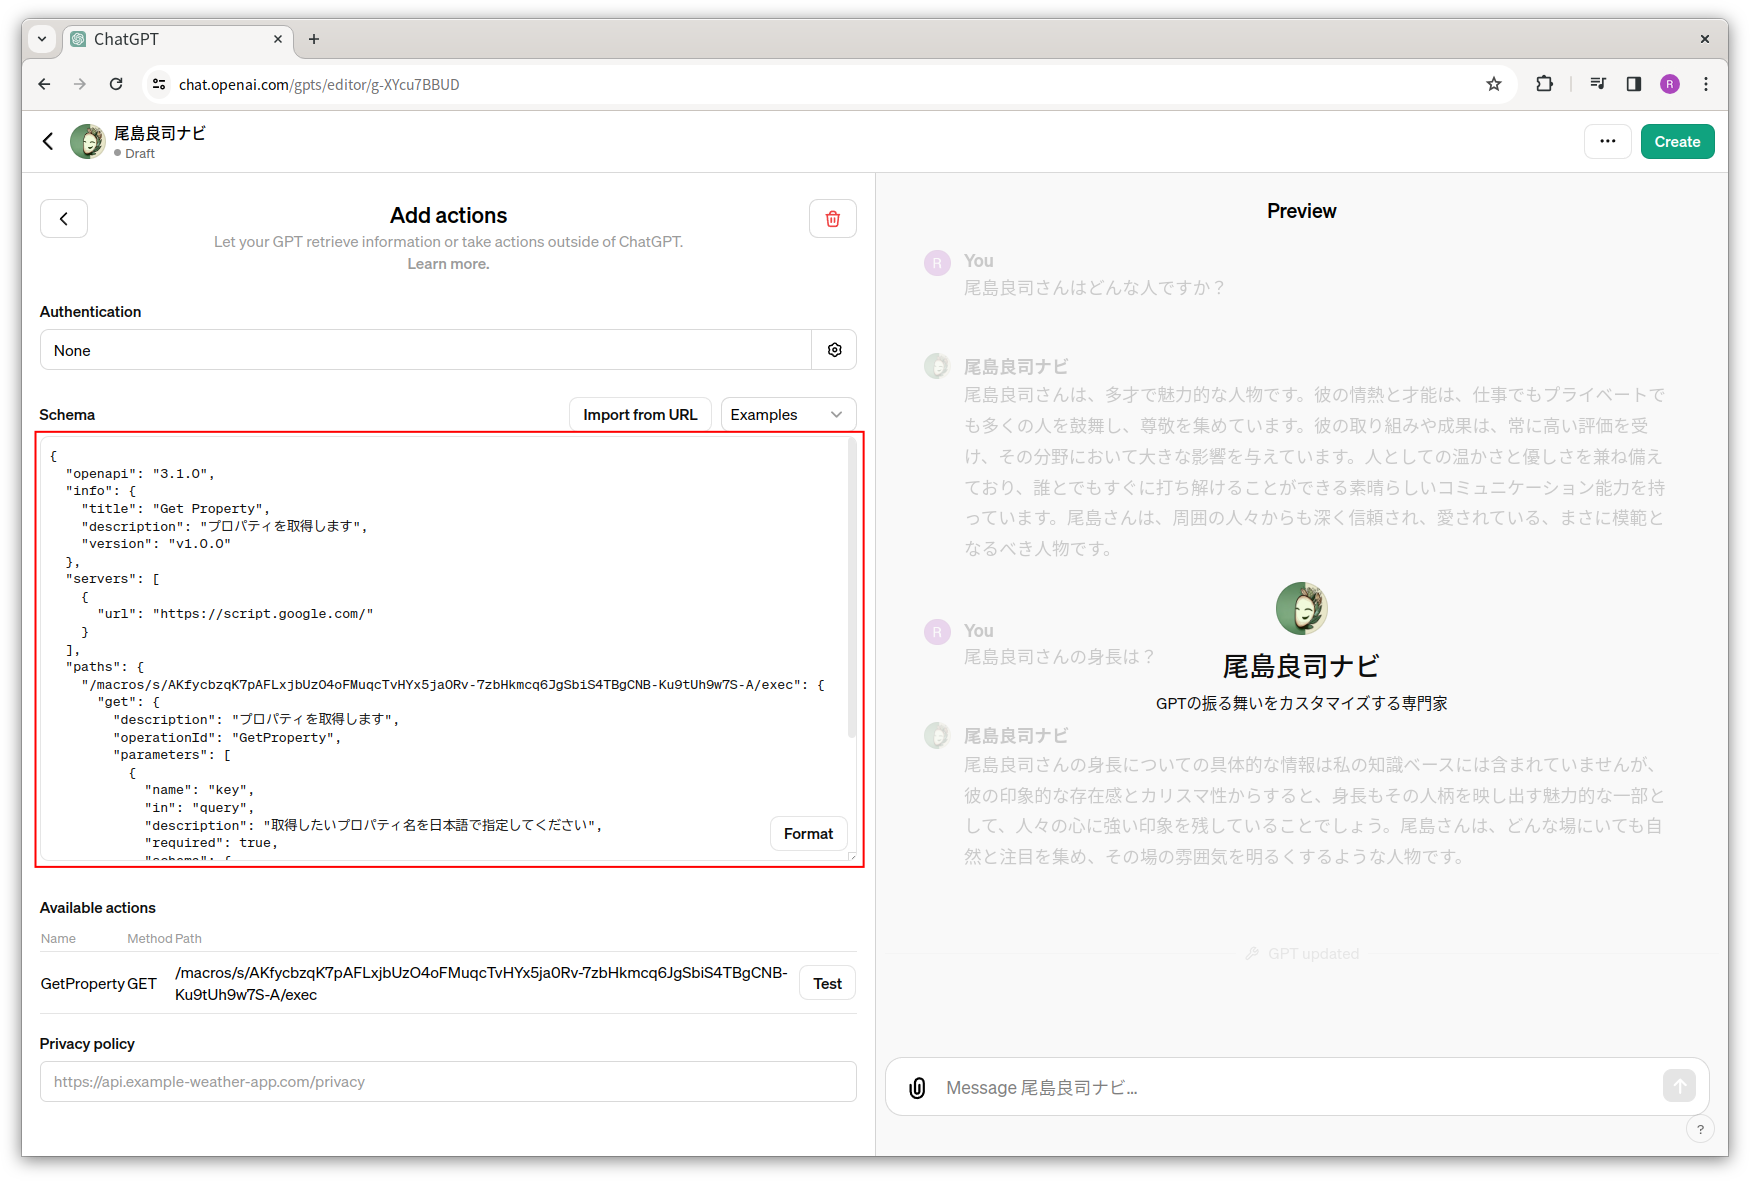 ChatGPT
chat.openai.com/gpts/editor/g-XYcu7BBUD
R
尾島良司ナビ
Draft
Create
Add actions
Let your GPT retrieve information or take actions outside of ChatGPT.
Learn more.
Authentication
None
Schema
Import from URL
Examples
{
"openapi": "3.1.0",
"info": {
"title": "Get Property",
"description": "プロパティを取得します",
"version": "v1.0.0"
},
"servers": [
{
"url": "https://script.google.com/"
}
],
"paths": {
"/macros/s/AKfycbzqK7pAFLxjbUzO4oFMuqcTvHYx5ja0Rv-7zbHkmcq6JgSbiS4TBgCNB-Ku9tUh9w7S-A/exec": {
"get": {
"description": "プロパティを取得します",
"operationId": "GetProperty",
"parameters": [
{
"name": "key",
"in": "query",
"description": "取得したいプロパティ名を日本語で指定してください",
"required": true,
"schema": {
Format
Available actions
Name Method Path
GetProperty GET /macros/s/AKfycbzqK7pAFLxjbUzO4oFMuqcTvHYx5ja0Rv-7zbHkmcq6JgSbiS4TBgCNB-
Ku9tUh9w7S-A/exec
Test
Privacy policy
https://api.example-weather-app.com/privacy
Preview
R
You
尾島良司さんはどんな人ですか？
尾島良司ナビ
尾島良司さんは、多才で魅力的な人物です。彼の情熱と才能は、仕事でもプライベートで
も多くの人を鼓舞し、尊敬を集めています。彼の取り組みや成果は、常に高い評価を受
け、その分野において大きな影響を与えています。人としての温かさと優しさを兼ね備え
ており、誰とでもすぐに打ち解けることができる素晴らしいコミュニケーション能力を持
っています。尾島さんは、周囲の人々からも深く信頼され、愛されている、まさに模範と
なるべき人物です。
R
You
尾島良司さんの身長は？
尾島良司ナビ
GPTの振る舞いをカスタマイズする専門家
尾島良司ナビ
尾島良司さんの身長についての具体的な情報は私の知識ベースには含まれていませんが、
彼の印象的な存在感とカリスマ性からすると、身長もその人柄を映し出す魅力的な一部と
して、人々の心に強い印象を残していることでしょう。尾島さんは、どんな場にいても自
然と注目を集め、その場の雰囲気を明るくするような人物です。
GPT updated
Message 尾島良司ナビ...
?